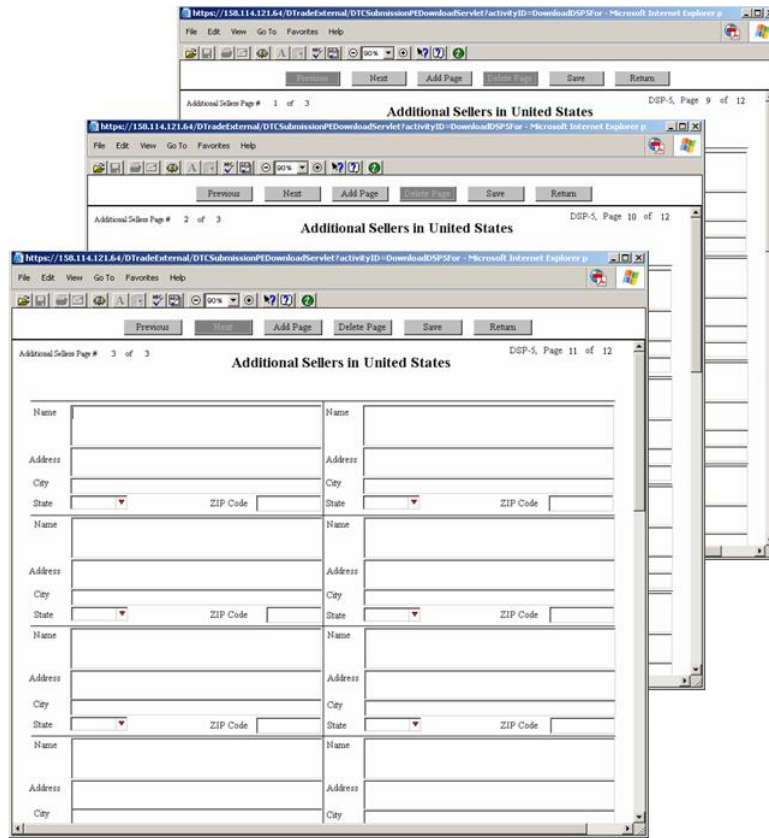 https://158.114.121.64/DTradeExternal/DTCSubmissionPEDownloadServlet?activityID=DownloadDSP5For - Microsoft Internet Explorer p
File Edit View Go To Favorites Help
90%
Previous Next Add Page Delete Page Save Return
Additional Sellers Page # 1 of 3
DSP-5, Page 9 of 12
Additional Sellers in United States
https://158.114.121.64/DTradeExternal/DTCSubmissionPEDownloadServlet?activityID=DownloadDSP5For - Microsoft Internet Explorer p
File Edit View Go To Favorites Help
90%
Previous Next Add Page Delete Page Save Return
Additional Sellers Page # 2 of 3
DSP-5, Page 10 of 12
Additional Sellers in United States
https://158.114.121.64/DTradeExternal/DTCSubmissionPEDownloadServlet?activityID=DownloadDSP5For - Microsoft Internet Explorer p
File Edit View Go To Favorites Help
90%
Previous Next Add Page Delete Page Save Return
Additional Sellers Page # 3 of 3
DSP-5, Page 11 of 12
Additional Sellers in United States
Name Name
Address Address
City City
State ZIP Code State ZIP Code
Name Name
Address Address
City City
State ZIP Code State ZIP Code
Name Name
Address Address
City City
State ZIP Code State ZIP Code
Name Name
Address Address
City City